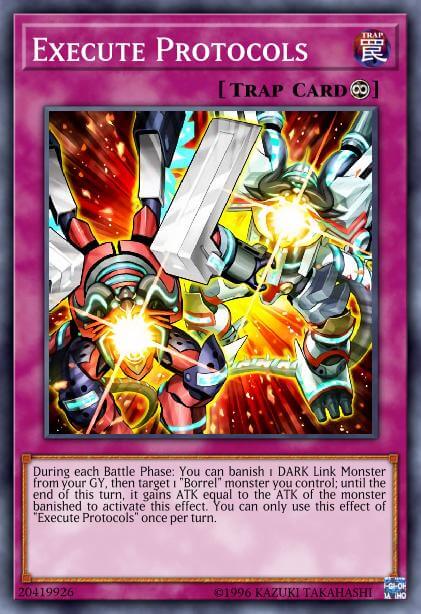 Execute Protocols
TRAP
罠
[Trap Card∞]
During each Battle Phase: You can banish 1 DARK Link Monster
from your GY, then target 1 "Borrel" monster you control; until the
end of this turn, it gains ATK equal to the ATK of the monster
banished to activate this effect. You can only use this effect of
"Execute Protocols" once per turn.
20419926
©1996 KAZUKI TAKAHASHI